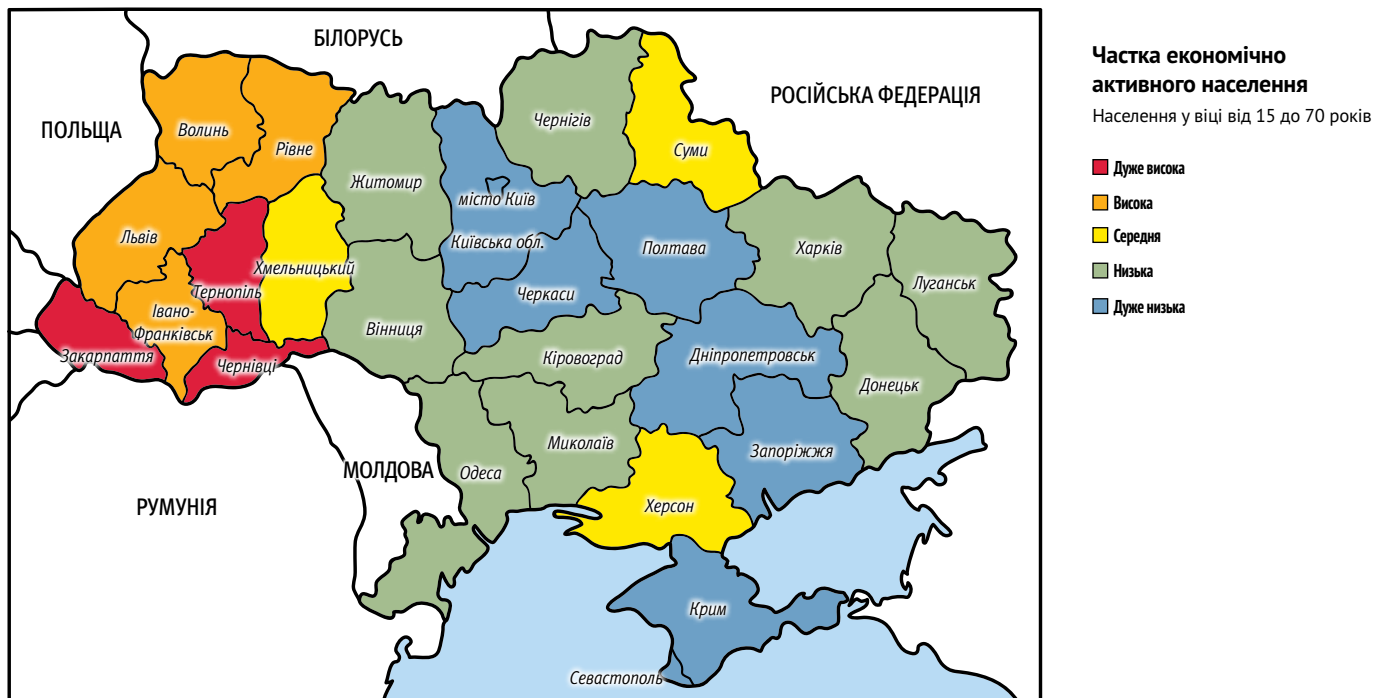 БІЛОРУСЬ
РОСІЙСЬКА ФЕДЕРАЦІЯ
ПОЛЬЩА
Волинь
Рівне
Чернігів
Суми
Житомир
місто Київ
Київська обл.
Львів
Полтава
Харків
Луганськ
Хмельницький
Тернопіль
Черкаси
Івано-
Франківськ
Вінниця
Закарпаття
Чернівці
Кіровоград
Дніпропетровськ
Донецьк
Миколаїв
Запоріжжя
МОЛДОВА
Одеса
РУМУНІЯ
Херсон
Крим
Севастополь
Частка економічно
активного населення
Населення у віці від 15 до 70 років
Дуже висока
Висока
Середня
Низька
Дуже низька